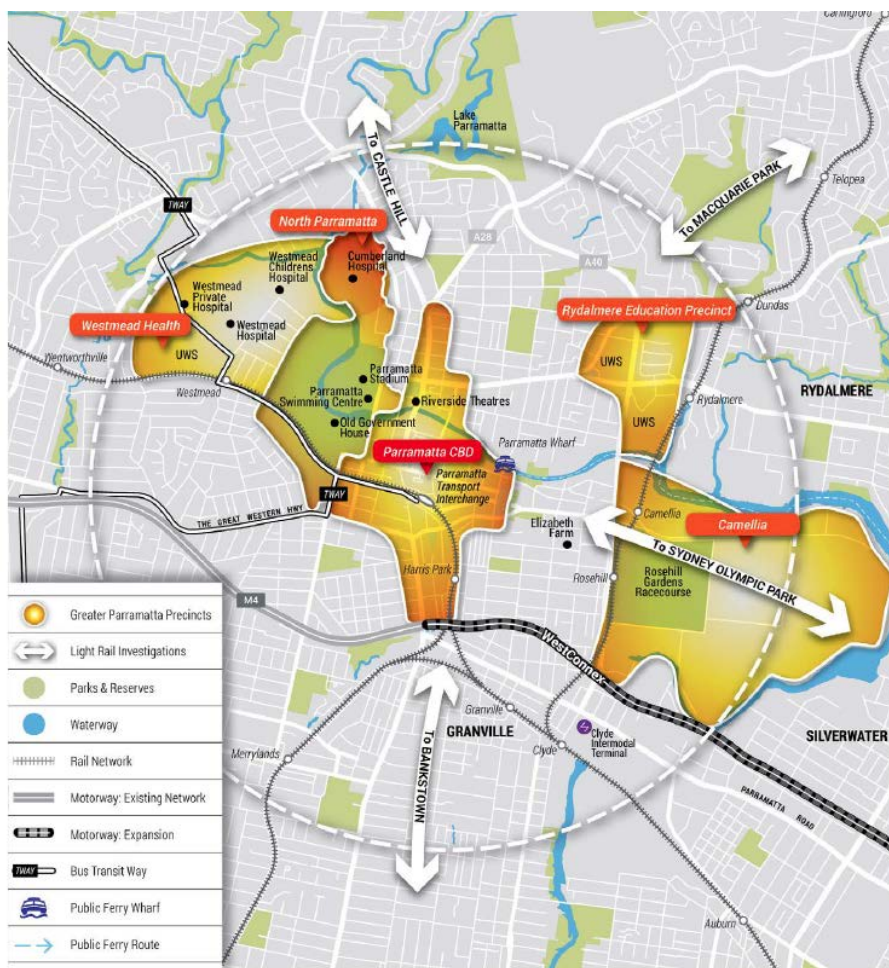 Carlingford
Lake
Parramatta
To CASTLE HILL
To MACQUARIE PARK
Telopea
TWAY
North Parramatta
A28
A40
Cumberland
Hospital
Westmead
Childrens
Hospital
Westmead
Private
Hospital
Westmead
Hospital
Westmead Health
UWS
Wentworthville
Westmead
Rydalmere Education Precinct
Dundas
UWS
UWS
RYDALMERE
Rydalmere
Parramatta
Stadium
Parramatta
Swimming Centre
Riverside Theatres
Old Government
House
Parramatta CBD
Parramatta Wharf
Parramatta
Transport
Interchange
TWAY
THE GREAT WESTERN HWY
Elizabeth
Farm
Camellia
Camellia
To SYDNEY OLYMPIC PARK
Harris Park
Rosehill
Rosehill
Gardens
Racecourse
M4
WestConnex
Granville
GRANVILLE
Clyde
Clyde
Intermodal
Terminal
SILVERWATER
Merrylands
To BANKSTOWN
PARRAMATTA ROAD
Auburn
Greater Parramatta Precincts
Light Rail Investigations
Parks & Reserves
Waterway
Rail Network
Motorway: Existing Network
Motorway: Expansion
TWAY
Bus Transit Way
Public Ferry Wharf
Public Ferry Route